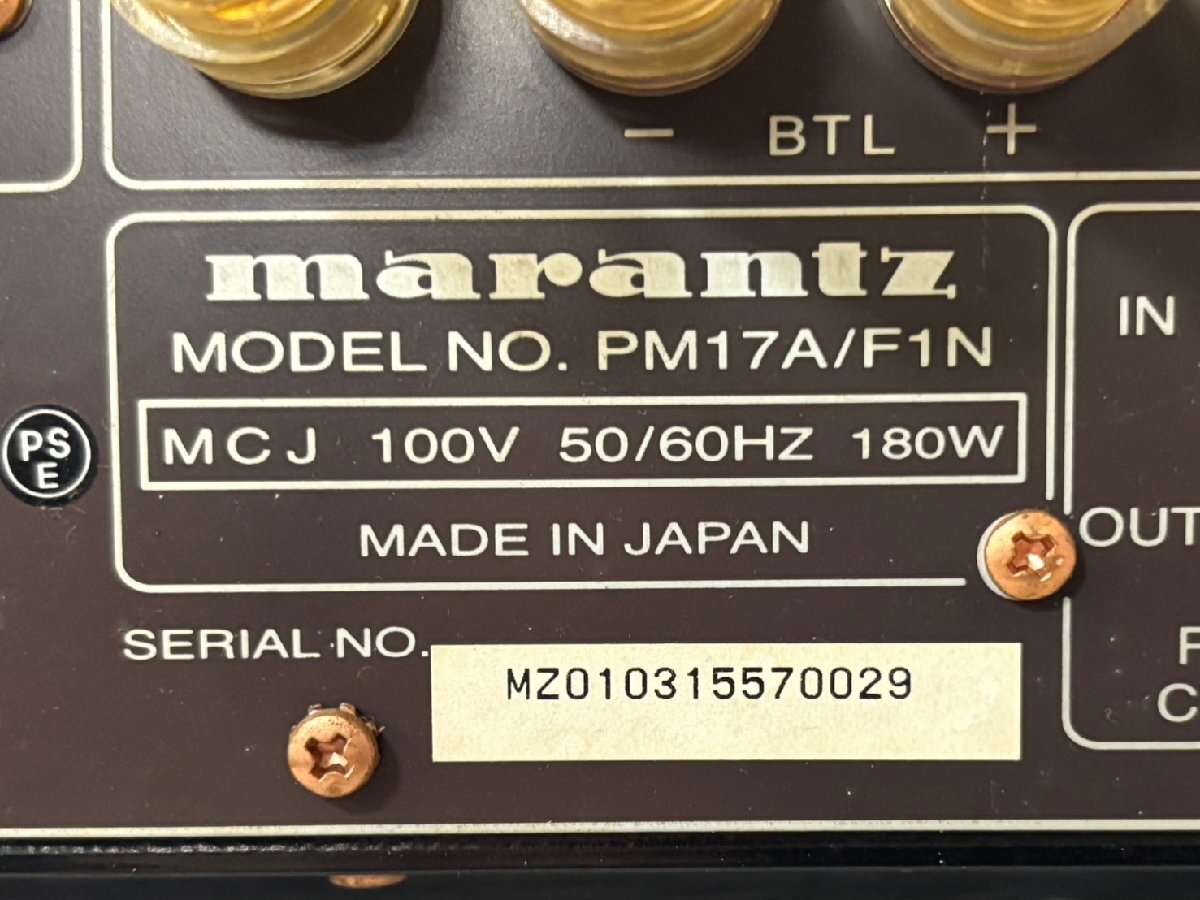 - BTL +
marantz
MODEL NO. PM17A/F1N
IN
PS
E
MCJ 100V 50/60HZ 180W
MADE IN JAPAN
OUT
SERIAL NO.
MZ010315570029